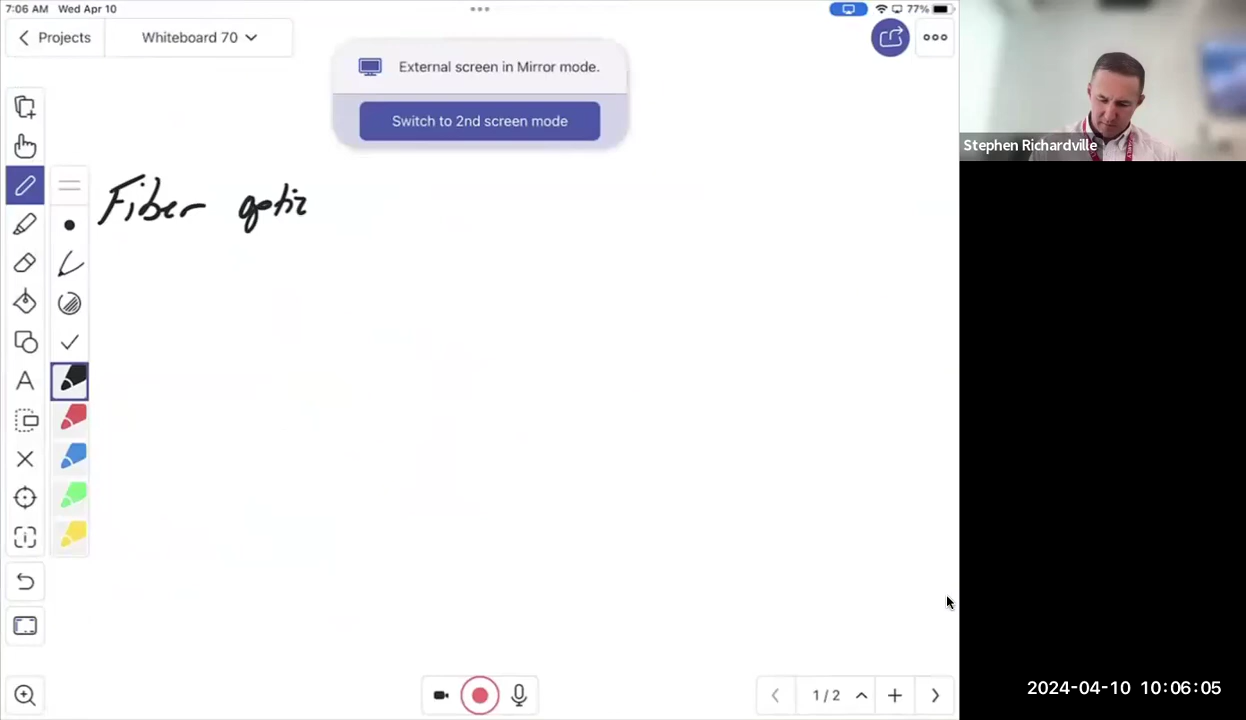 7:06 AM Wed Apr 10
77%
Projects
Whiteboard 70
External screen in Mirror mode.
Switch to 2nd screen mode
Stephen Richardville
Fiber optic
A
1 / 2
2024-04-10 10:06:05